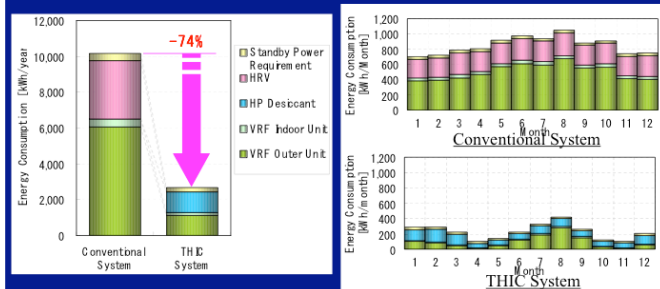 12,000
10,000
8,000
6,000
4,000
2,000
0
Energy Consumption [kWh/year]
-74%
Conventional
System
THIC
System
Standby Power
Requirement
HRV
HP Desiccant
VRF Indoor Unit
VRF Outer Unit
Energy Consumption
[kWh/Month]
1,200
1,000
800
600
400
200
0
1 2 3 4 5 6 7 8 9 10 11 12
Month
Conventional System
Energy Consumption
[kWh/month]
1,200
1,000
800
600
400
200
0
1 2 3 4 5 6 7 8 9 10 11 12
Month
THIC System